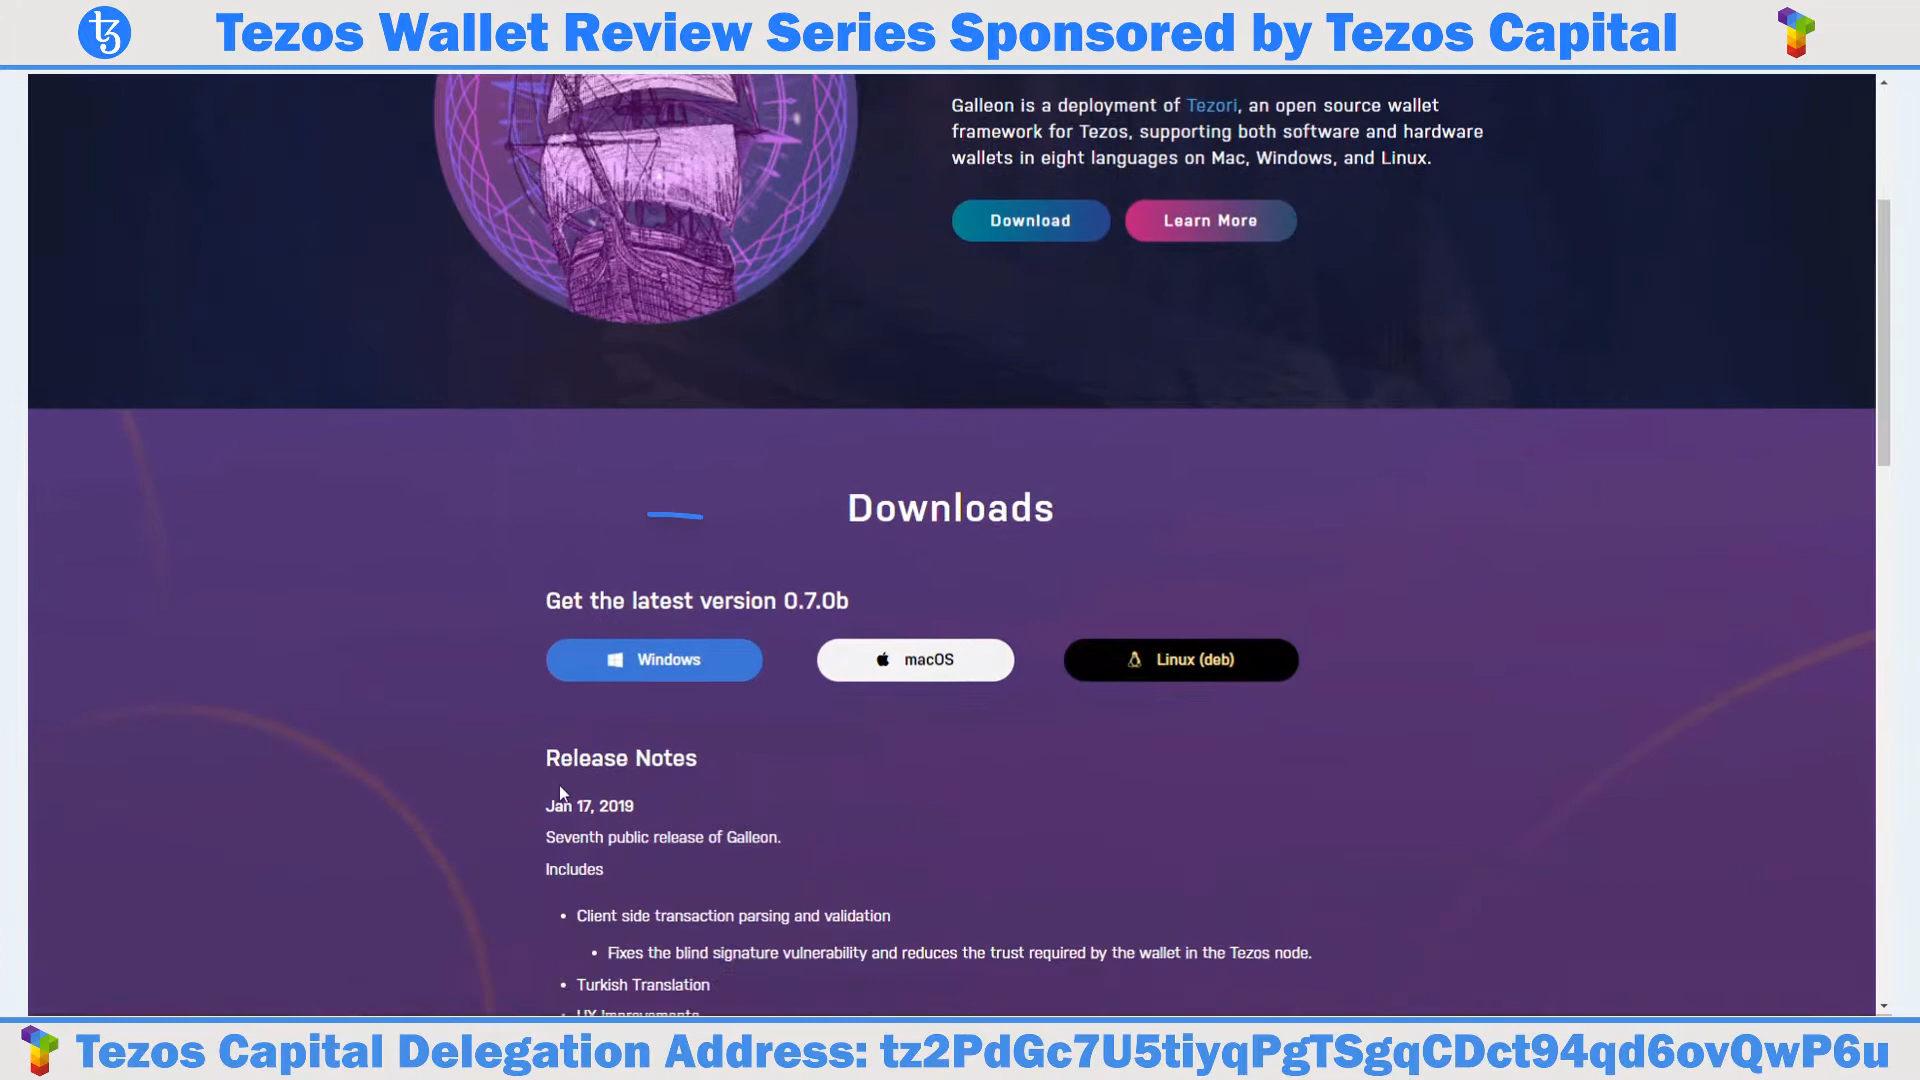 Tezos Wallet Review Series Sponsored by Tezos Capital
Galleon is a deployment of Tezori, an open source wallet
framework for Tezos, supporting both software and hardware
wallets in eight languages on Mac, Windows, and Linux.
Download
Learn More
Downloads
Get the latest version 0.7.0b
Windows
macOS
Linux (deb)
Release Notes
Jan 17, 2019
Seventh public release of Galleon.
Includes
• Client side transaction parsing and validation
• Fixes the blind signature vulnerability and reduces the trust required by the wallet in the Tezos node.
• Turkish Translation
• UX Improvements
Tezos Capital Delegation Address: tz2PdGc7U5tiyqPgTSgqCDct94qd6ovQwP6u